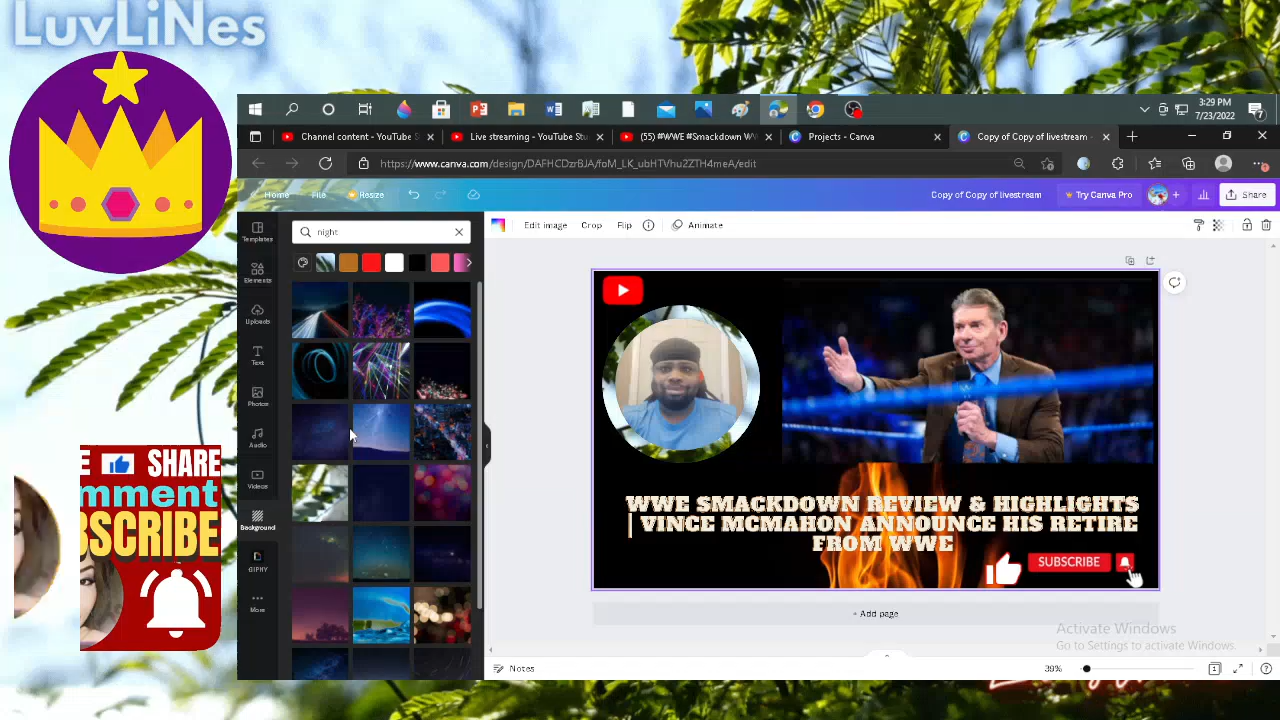 LuvLiNes
3:29 PM
7/23/2022
Channel content - YouTube S
Live streaming - YouTube Stu
(55) #WWE #Smackdown WW
Projects - Canva
Copy of Copy of livestream -
https://www.canva.com/design/DAFHCDzrBJA/foM_LK_ubHTVhu2ZTH4meA/edit
Home
File
Resize
Copy of Copy of livestream
Try Canva Pro
Share
Templates
night
Edit image
Crop
Flip
Animate
Elements
Uploads
Text
Photos
Audio
Videos
Background
GIPHY
More
E SHARE
mment
BSCRIBE
WWE SMACKDOWN REVIEW & HIGHLIGHTS
| VINCE MCMAHON ANNOUNCE HIS RETIRE
FROM WWE
SUBSCRIBE
+ Add page
Activate Windows
Go to Settings to activate Windows.
Notes
39%
1